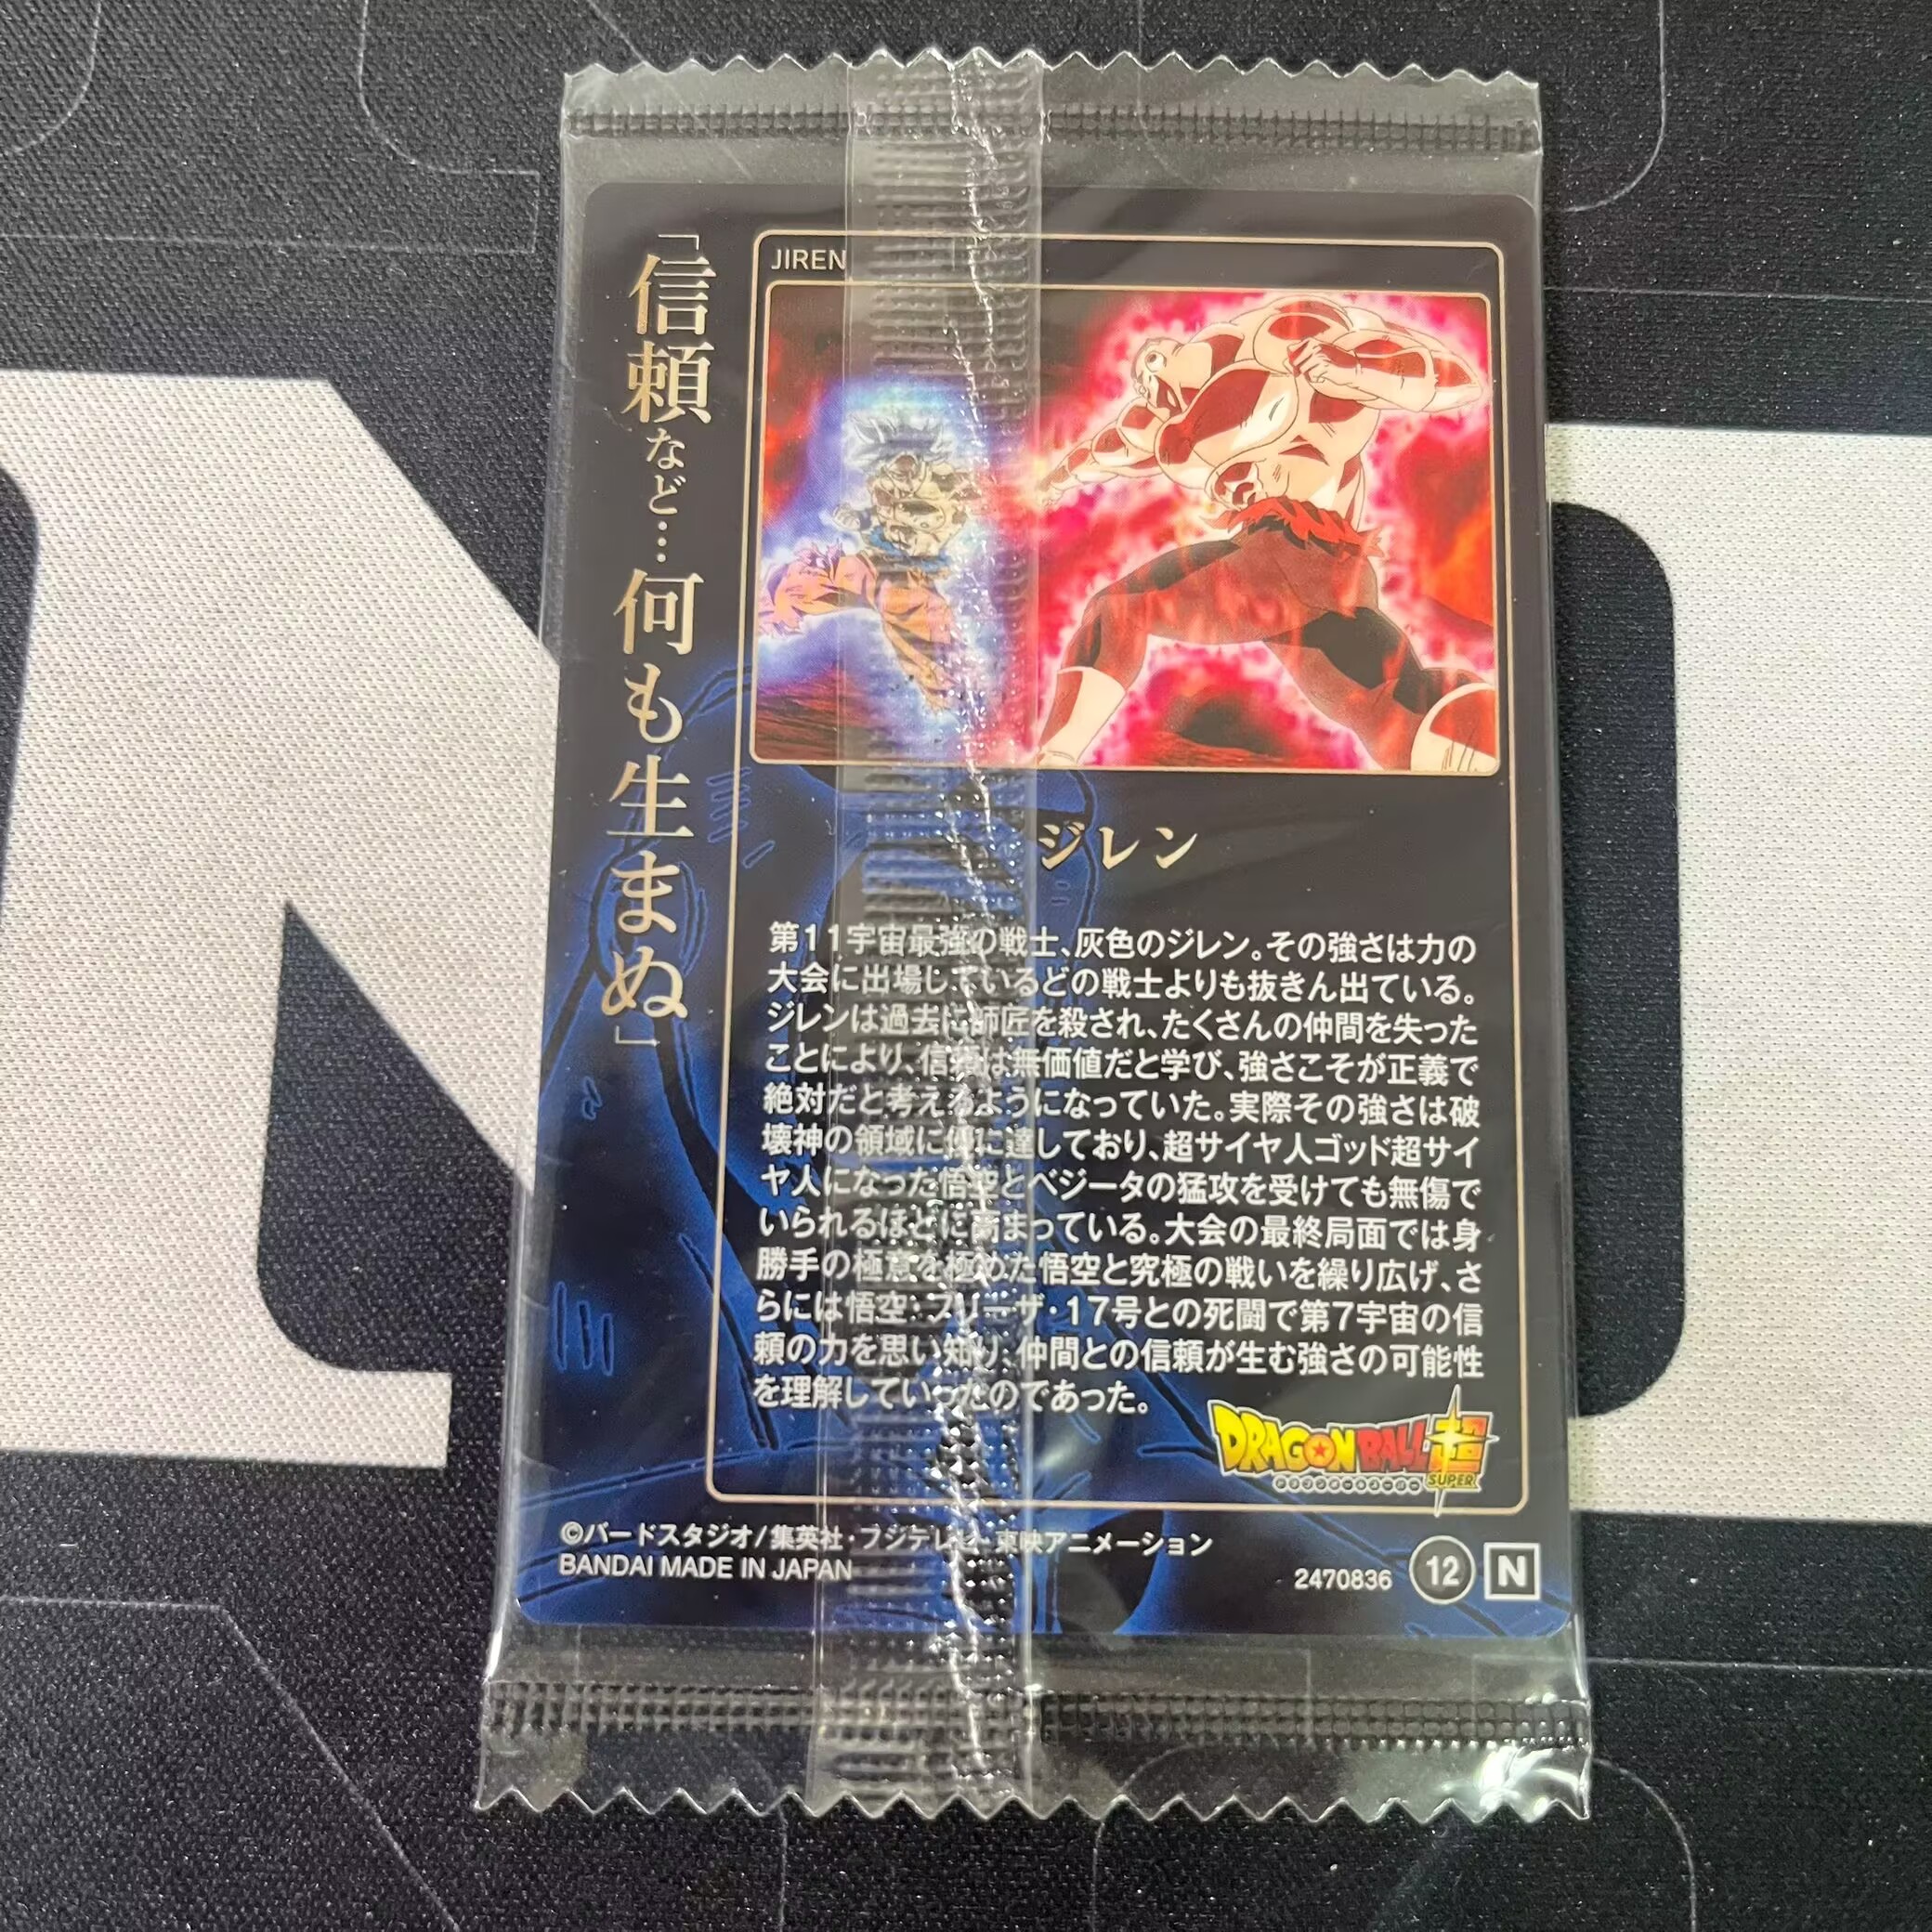 「信頼など…何も生まぬ」
JIREN
ジレン
第11宇宙最強の戦士、灰色のジレン。その強さは力の
大会に出場しているどの戦士よりも抜きん出ている。
ジレンは過去に師匠を殺され、たくさんの仲間を失った
ことにより、信頼は無価値だと学び、強さこそが正義で
絶対だと考えるようになっていた。実際その強さは破
壊神の領域に優に達しており、超サイヤ人ゴッド超サイ
ヤ人になった悟空とベジータの猛攻を受けても無傷で
いられるほどに高まっている。大会の最終局面では身
勝手の極意を極めた悟空と究極の戦いを繰り広げ、さ
らには悟空・フリーザ・17号との死闘で第7宇宙の信
頼の力を思い知り、仲間との信頼が生む強さの可能性
を理解していったのであった。
DRAGON BALL 超
ドラゴンボールスーパー SUPER
©バードスタジオ/集英社・フジテレビ・東映アニメーション
BANDAI MADE IN JAPAN
2470836 12 N